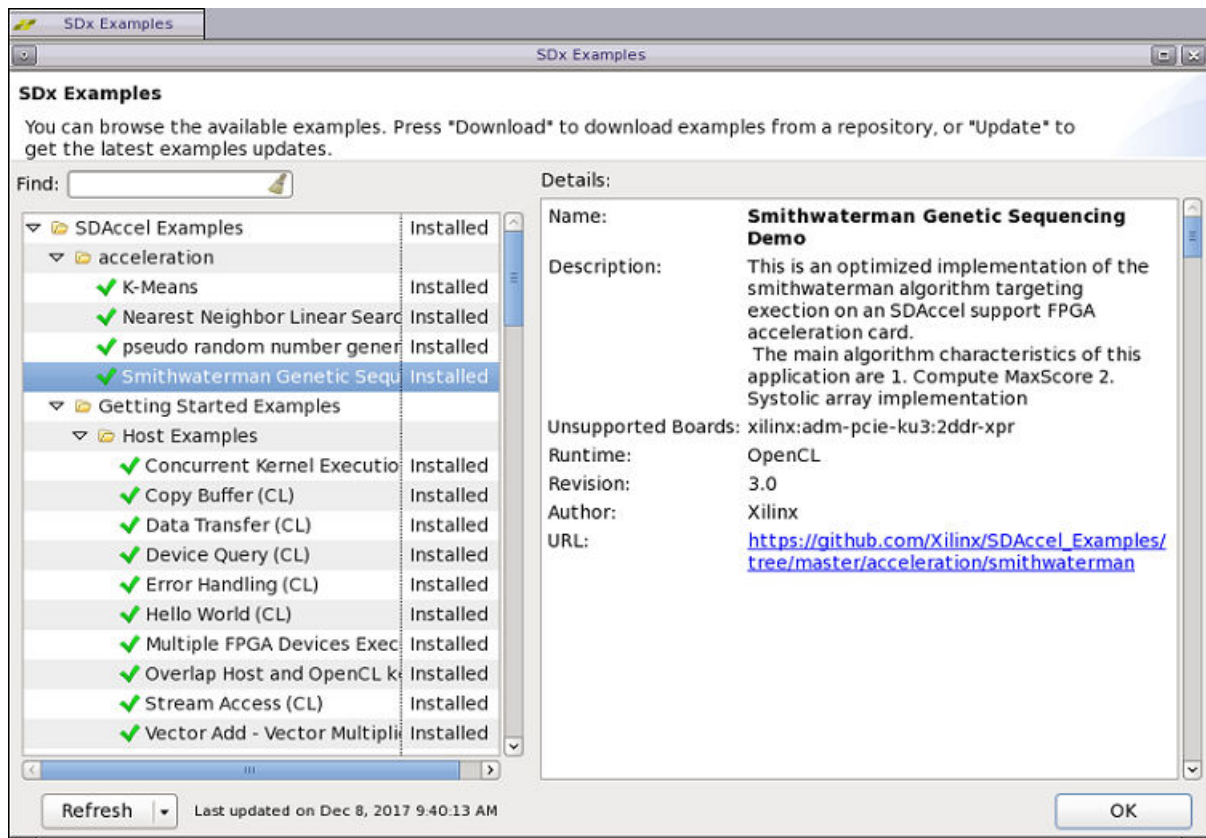 SDx Examples
SDx Examples
SDx Examples
You can browse the available examples. Press "Download" to download examples from a repository, or "Update" to
get the latest examples updates.
Find:
SDAccel Examples Installed
acceleration
K-Means Installed
Nearest Neighbor Linear Searc Installed
pseudo random number gener Installed
Smithwaterman Genetic Sequ Installed
Getting Started Examples
Host Examples
Concurrent Kernel Executio Installed
Copy Buffer (CL) Installed
Data Transfer (CL) Installed
Device Query (CL) Installed
Error Handling (CL) Installed
Hello World (CL) Installed
Multiple FPGA Devices Exec Installed
Overlap Host and OpenCL k Installed
Stream Access (CL) Installed
Vector Add - Vector Multipli Installed
Details:
Name: Smithwaterman Genetic Sequencing
Demo
Description: This is an optimized implementation of the
smithwaterman algorithm targeting
exection on an SDAccel support FPGA
acceleration card.
The main algorithm characteristics of this
application are 1. Compute MaxScore 2.
Systolic array implementation
Unsupported Boards: xilinx:adm-pcie-ku3:2ddr-xpr
Runtime: OpenCL
Revision: 3.0
Author: Xilinx
URL: https://github.com/Xilinx/SDAccel_Examples/
tree/master/acceleration/smithwaterman
Refresh Last updated on Dec 8, 2017 9:40:13 AM OK